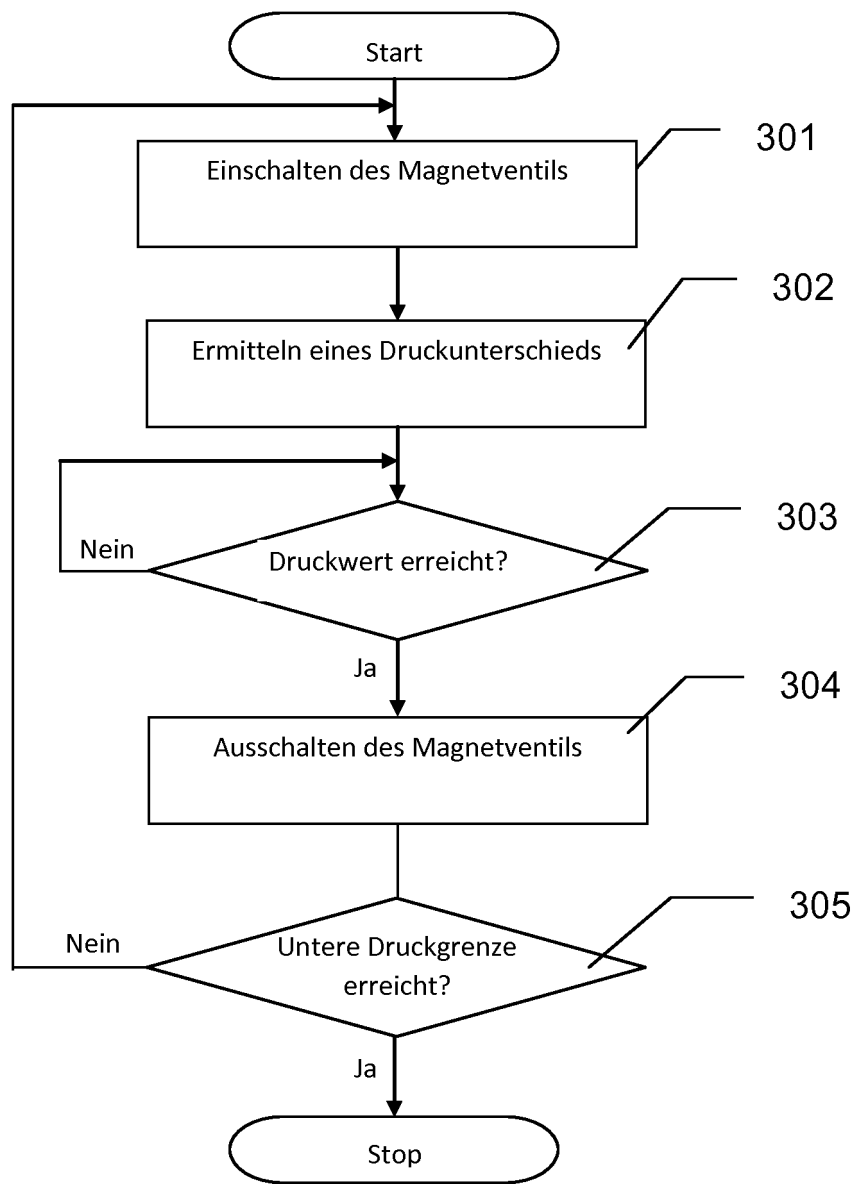 Start
Einschalten des Magnetventils
301
Ermitteln eines Druckunterschieds
302
Nein
Druckwert erreicht?
303
Ja
Ausschalten des Magnetventils
304
Nein
Untere Druckgrenze
erreicht?
305
Ja
Stop